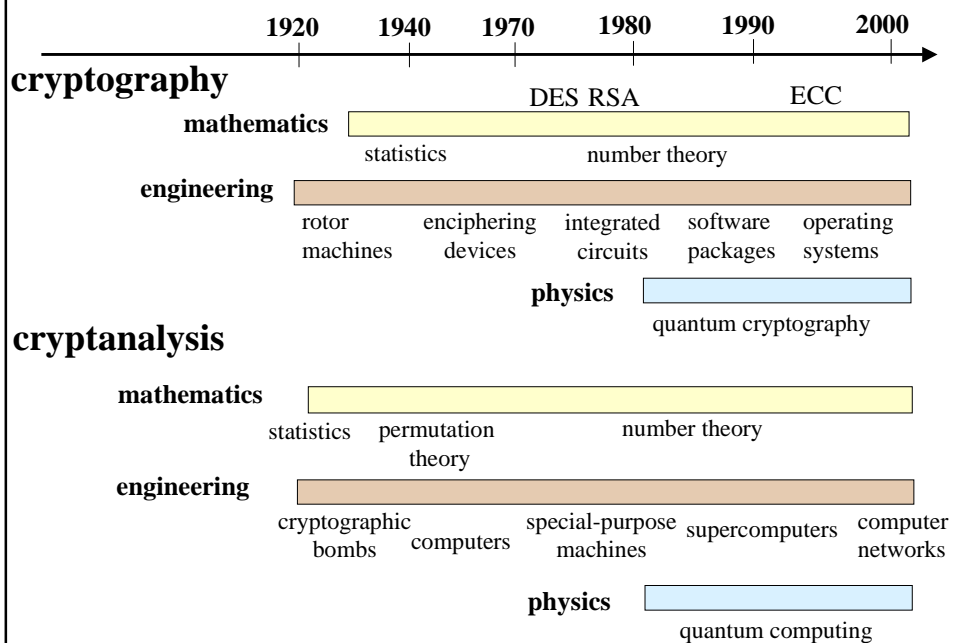 1920 1940 1970 1980 1990 2000
cryptography
DES RSA ECC
mathematics
statistics number theory
engineering
rotor enciphering integrated software operating
machines devices circuits packages systems
physics
quantum cryptography
cryptanalysis
mathematics
statistics permutation number theory
theory
engineering
cryptographic computers special-purpose supercomputers computer
bombs machines networks
physics
quantum computing